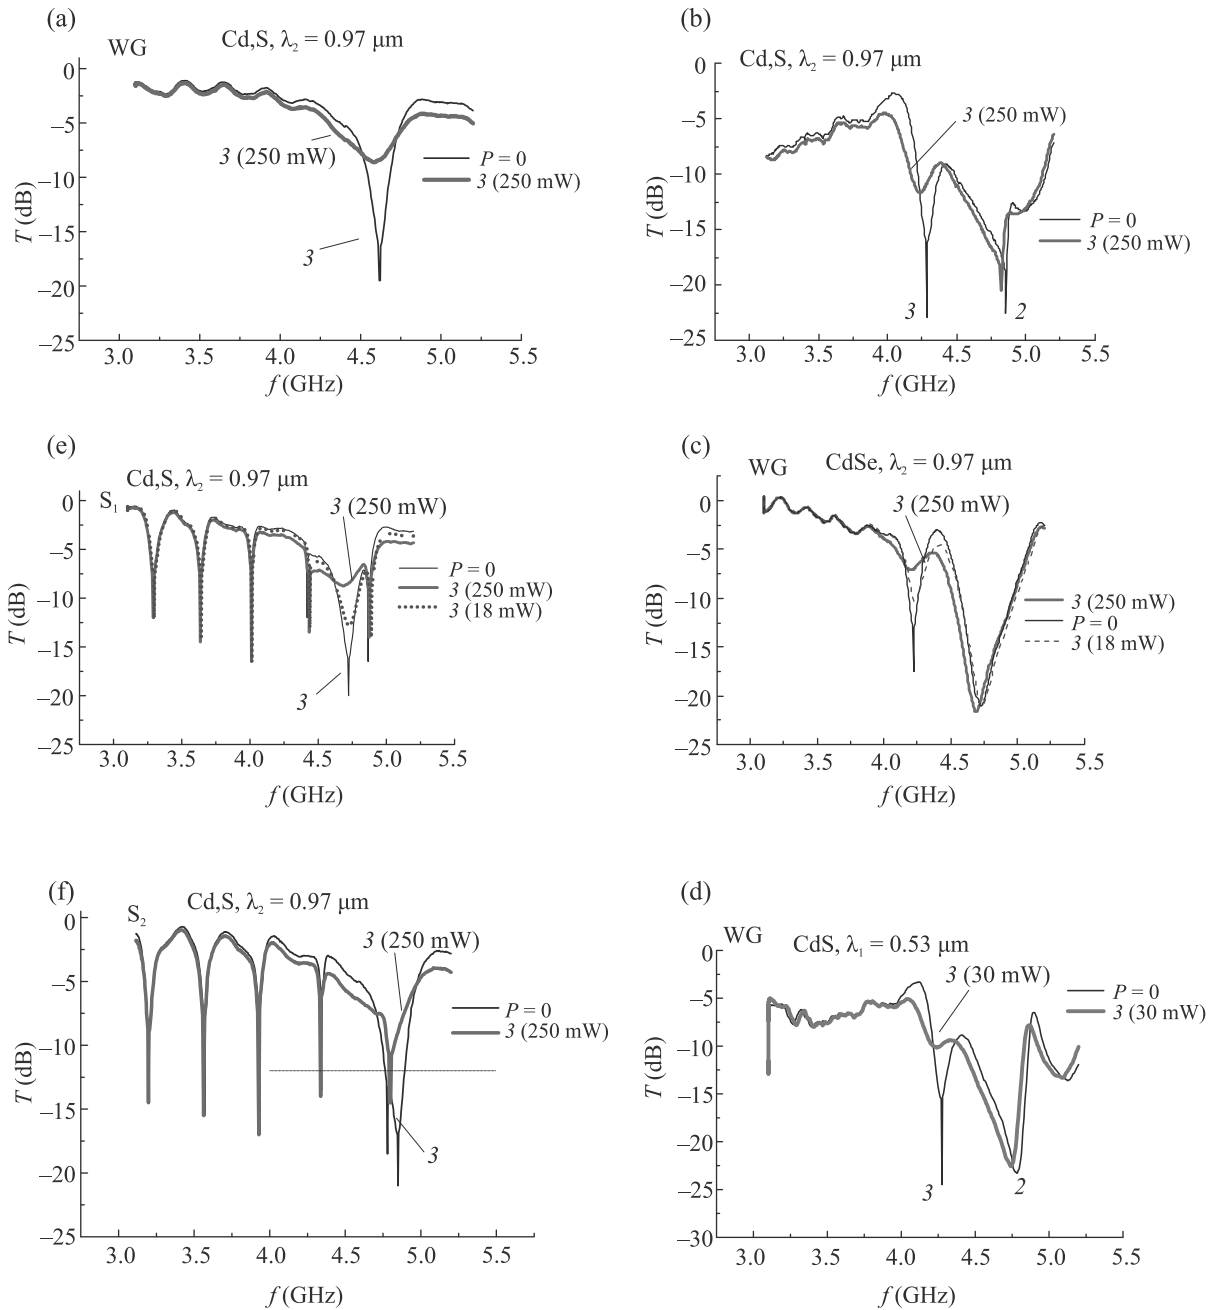 (a)
WG
Cd,S, λ₂ = 0.97 μm
0
–5
–10
–15
–20
–25
T (dB)
3 (250 mW)
3
P = 0
3 (250 mW)
3.0 3.5 4.0 4.5 5.0 5.5
f (GHz)
(b)
Cd,S, λ₂ = 0.97 μm
0
–5
–10
–15
–20
–25
T (dB)
3 (250 mW)
P = 0
3 (250 mW)
3
2
3.0 3.5 4.0 4.5 5.0 5.5
f (GHz)
(e)
Cd,S, λ₂ = 0.97 μm
S₁
0
–5
–10
–15
–20
–25
T (dB)
3 (250 mW)
P = 0
3 (250 mW)
3 (18 mW)
3
3.0 3.5 4.0 4.5 5.0 5.5
f (GHz)
(c)
WG
CdSe, λ₂ = 0.97 μm
0
–5
–10
–15
–20
–25
T (dB)
3 (250 mW)
3 (250 mW)
P = 0
3 (18 mW)
3.0 3.5 4.0 4.5 5.0 5.5
f (GHz)
(f)
S₂
Cd,S, λ₂ = 0.97 μm
0
–5
–10
–15
–20
–25
T (dB)
3 (250 mW)
P = 0
3 (250 mW)
3
3.0 3.5 4.0 4.5 5.0 5.5
f (GHz)
(d)
WG
CdS, λ₁ = 0.53 μm
0
–5
–10
–15
–20
–25
–30
T (dB)
3 (30 mW)
P = 0
3 (30 mW)
3
2
3.0 3.5 4.0 4.5 5.0 5.5
f (GHz)